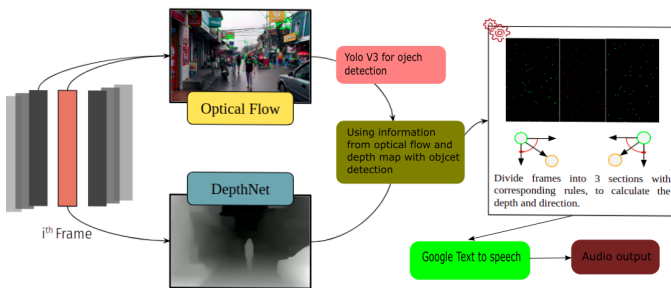 i th Frame
Optical Flow
DepthNet
Yolo V3 for ojech
detection
Using information
from optical flow and
depth map with objcet
detection
Divide frames into 3 sections with
corresponding rules, to calculate the
depth and direction.
Google Text to speech
Audio output